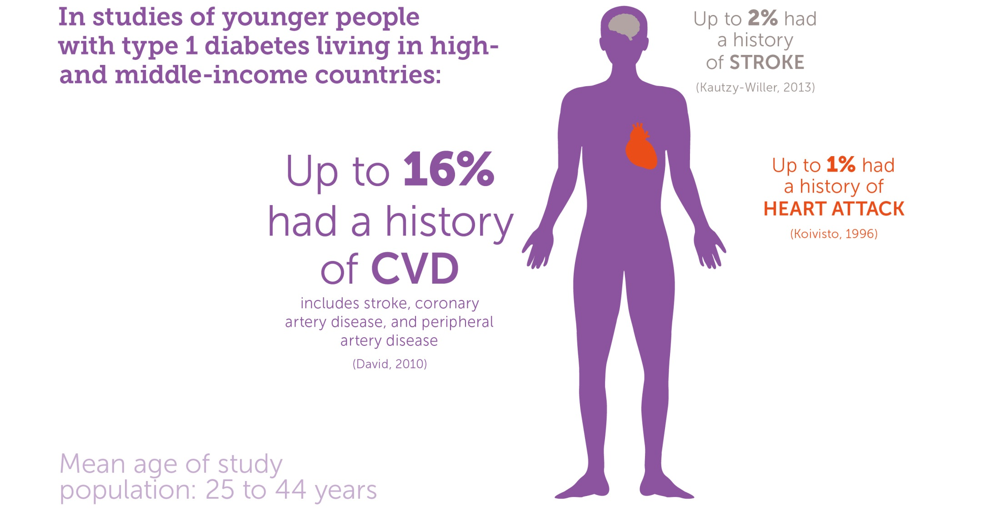 In studies of younger people
with type 1 diabetes living in high-
and middle-income countries:
Up to 2% had
a history
of STROKE
(Kautzy-Willer, 2013)
Up to 16%
had a history
of CVD
includes stroke, coronary
artery disease, and peripheral
artery disease
(David, 2010)
Up to 1% had
a history of
HEART ATTACK
(Koivisto, 1996)
Mean age of study
population: 25 to 44 years